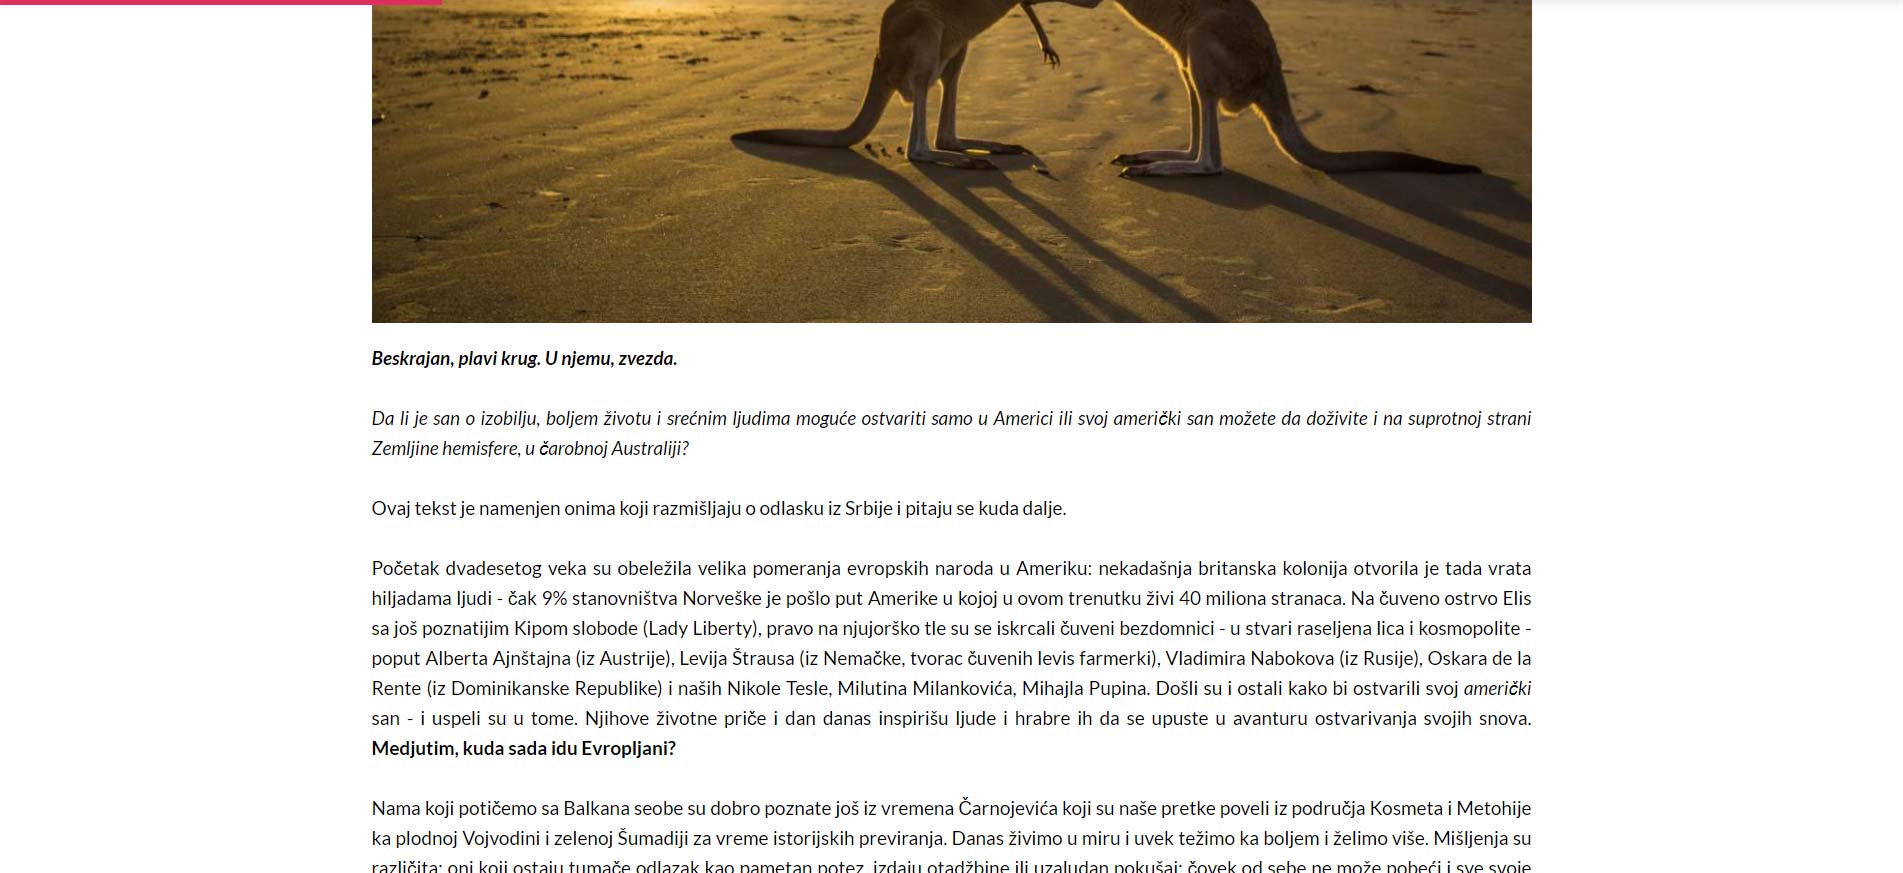 Beskrajan, plavi krug. U njemu, zvezda.
Da li je san o izobilju, boljem životu i srećnim ljudima moguće ostvariti samo u Americi ili svoj američki san možete da doživite i na suprotnoj strani
Zemljine hemisfere, u čarobnoj Australiji?
Ovaj tekst je namenjen onima koji razmišljaju o odlasku iz Srbije i pitaju se kuda dalje.
Početak dvadesetog veka su obeležila velika pomeranja evropskih naroda u Ameriku: nekadašnja britanska kolonija otvorila je tada vrata
hiljadama ljudi - čak 9% stanovništva Norveške je pošlo put Amerike u kojoj u ovom trenutku živi 40 miliona stranaca. Na čuveno ostrvo Elis
sa još poznatijim Kipom slobode (Lady Liberty), pravo na njujorško tle su se iskrcali čuveni bezdomnici - u stvari raseljena lica i kosmopolite -
poput Alberta Ajnštajna (iz Austrije), Levija Štrausa (iz Nemačke, tvorac čuvenih levis farmerki), Vladimira Nabokova (iz Rusije), Oskara de la
Rente (iz Dominikanske Republike) i naših Nikole Tesle, Milutina Milankovića, Mihajla Pupina. Došli su i ostali kako bi ostvarili svoj američki
san - i uspeli su u tome. Njihove životne priče i dan danas inspirišu ljude i hrabre ih da se upuste u avanturu ostvarivanja svojih snova.
Medjutim, kuda sada idu Evropljani?
Nama koji potičemo sa Balkana seobe su dobro poznate još iz vremena Čarnojevića koji su naše pretke poveli iz područja Kosmeta i Metohije
ka plodnoj Vojvodini i zelenoj Šumadiji za vreme istorijskih previranja. Danas živimo u miru i uvek težimo ka boljem i želimo više. Mišljenja su
različita: oni koji ostaju tumače odlazak kao pametan potez, izdaju otadžbine ili uzaludan pokušaj: čovek od sebe ne može pobeći i sve svoje